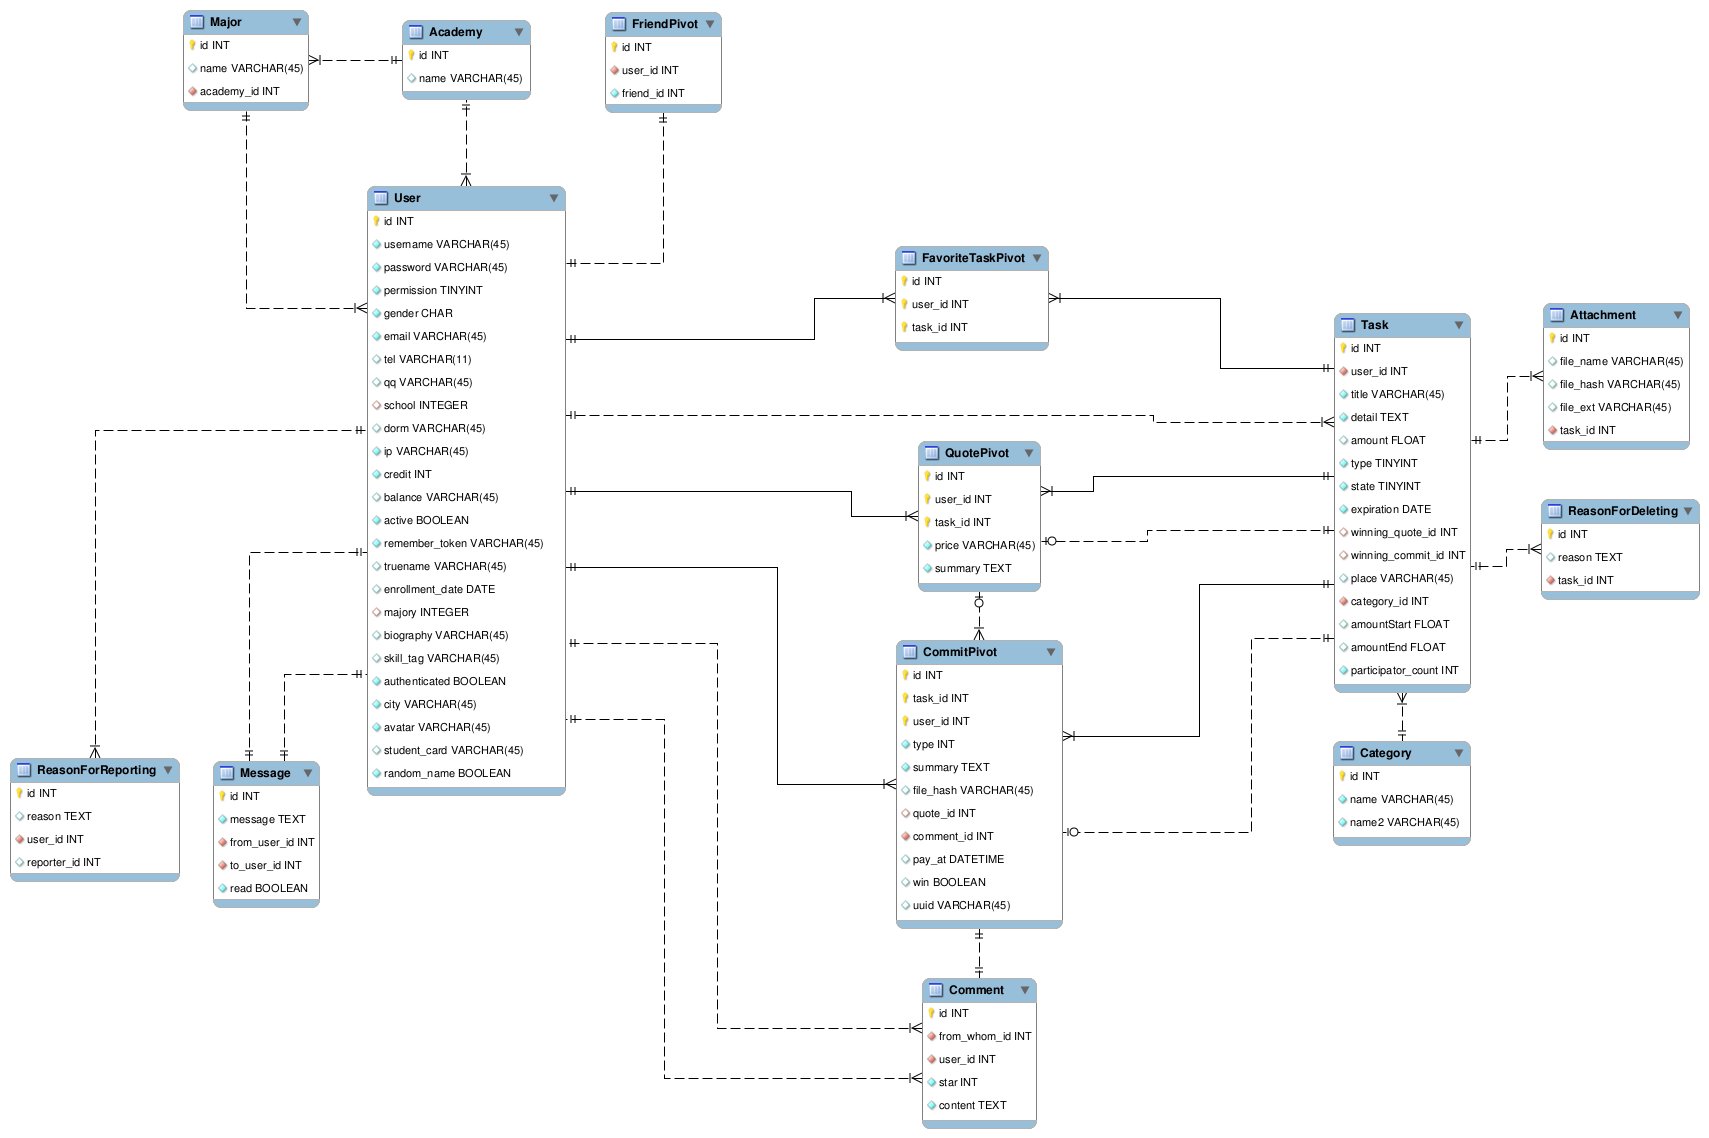 Major
id INT
name VARCHAR(45)
academy_id INT
Academy
id INT
name VARCHAR(45)
FriendPivot
id INT
user_id INT
friend_id INT
User
id INT
username VARCHAR(45)
password VARCHAR(45)
permission TINYINT
gender CHAR
email VARCHAR(45)
tel VARCHAR(11)
qq VARCHAR(45)
school INTEGER
dorm VARCHAR(45)
ip VARCHAR(45)
credit INT
balance VARCHAR(45)
active BOOLEAN
remember_token VARCHAR(45)
truename VARCHAR(45)
enrollment_date DATE
majory INTEGER
biography VARCHAR(45)
skill_tag VARCHAR(45)
authenticated BOOLEAN
city VARCHAR(45)
avatar VARCHAR(45)
student_card VARCHAR(45)
random_name BOOLEAN
FavoriteTaskPivot
id INT
user_id INT
task_id INT
Task
id INT
user_id INT
title VARCHAR(45)
detail TEXT
amount FLOAT
type TINYINT
state TINYINT
expiration DATE
winning_quote_id INT
winning_commit_id INT
place VARCHAR(45)
category_id INT
amountStart FLOAT
amountEnd FLOAT
participator_count INT
Attachment
id INT
file_name VARCHAR(45)
file_hash VARCHAR(45)
file_ext VARCHAR(45)
task_id INT
QuotePivot
id INT
user_id INT
task_id INT
price VARCHAR(45)
summary TEXT
ReasonForDeleting
id INT
reason TEXT
task_id INT
CommitPivot
id INT
task_id INT
user_id INT
type INT
summary TEXT
file_hash VARCHAR(45)
quote_id INT
comment_id INT
pay_at DATETIME
win BOOLEAN
uuid VARCHAR(45)
Category
id INT
name VARCHAR(45)
name2 VARCHAR(45)
ReasonForReporting
id INT
reason TEXT
user_id INT
reporter_id INT
Message
id INT
message TEXT
from_user_id INT
to_user_id INT
read BOOLEAN
Comment
id INT
from_whom_id INT
user_id INT
star INT
content TEXT